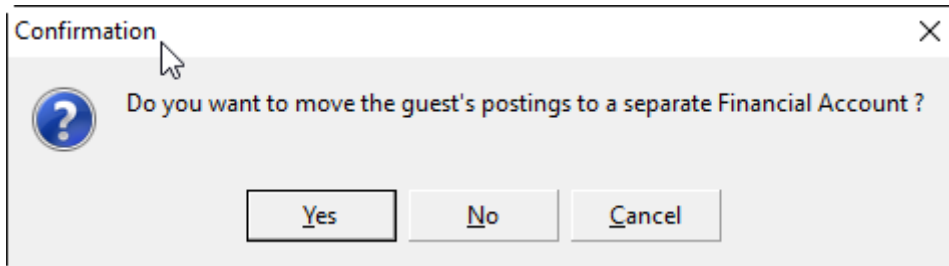 Confirmation
Do you want to move the guest's postings to a separate Financial Account ?
Yes
No
Cancel